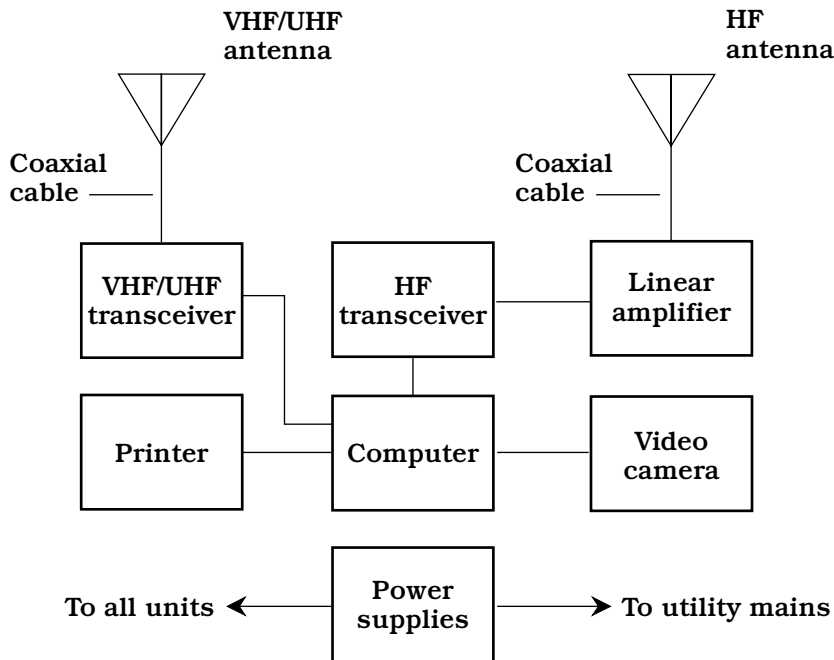 VHF/UHF
antenna
HF
antenna
Coaxial
cable
Coaxial
cable
VHF/UHF
transceiver
HF
transceiver
Linear
amplifier
Printer
Computer
Video
camera
To all units
Power
supplies
To utility mains